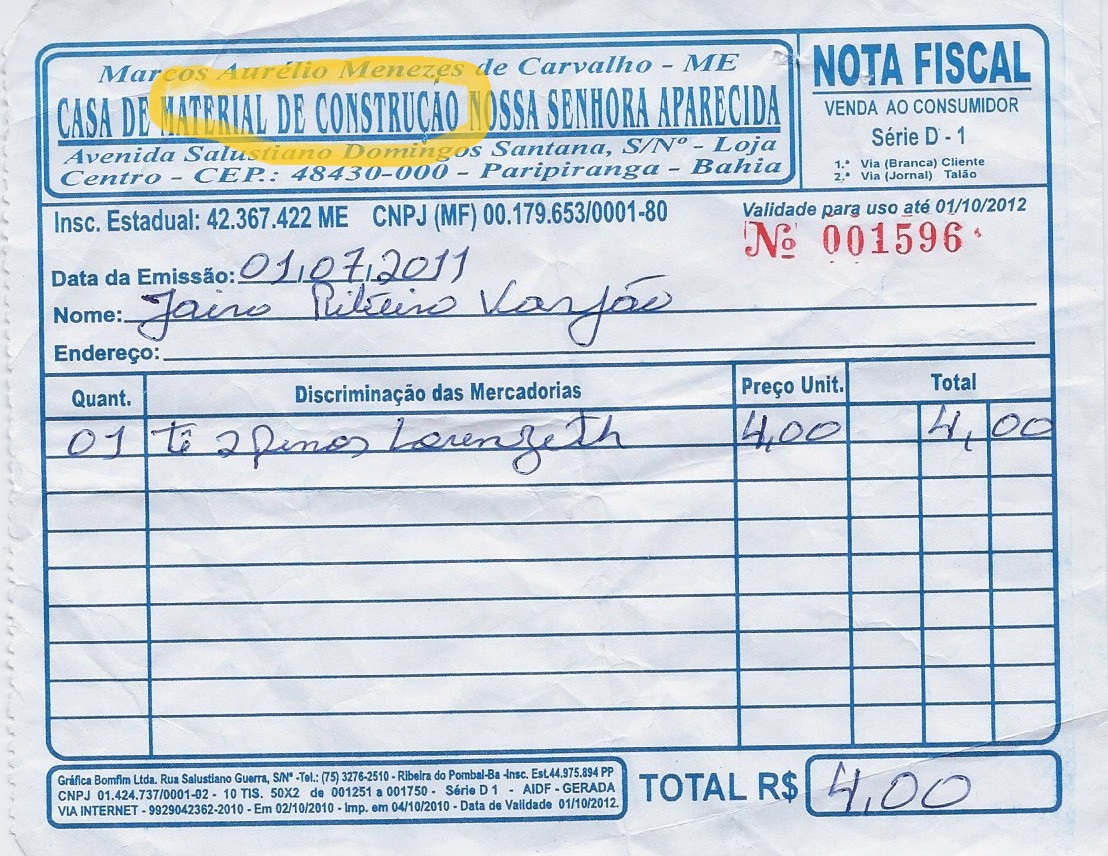 Marcos Aurélio Menezes de Carvalho - ME
CASA DE MATERIAL DE CONSTRUÇÃO NOSSA SENHORA APARECIDA
Avenida Salustiano Domingos Santana, S/Nº - Loja
Centro - CEP.: 48430-000 - Paripiranga - Bahia
NOTA FISCAL
VENDA AO CONSUMIDOR
Série D - 1
1.ª Via (Branca) Cliente
2.ª Via (Jornal) Talão
Insc. Estadual: 42.367.422 ME CNPJ (MF) 00.179.653/0001-80
Validade para uso até 01/10/2012
Nº 001596
Data da Emissão: 01,07,2011
Nome: Jairo Ribeiro Varjão
Endereço:
Quant. Discriminação das Mercadorias Preço Unit. Total
01 tê 2 pinos Lorenzeth 4,00 4,00
Gráfica Bomfim Ltda. Rua Salustiano Guerra, S/Nº -Tel.: (75) 3276-2510 - Ribeira do Pombal-Ba -Insc. Est.44.975.894 PP
CNPJ 01.424.737/0001-02 - 10 TIS. 50X2 de 001251 a 001750 - Série D 1 - AIDF - GERADA
VIA INTERNET - 9929042362-2010 - Em 02/10/2010 - Imp. em 04/10/2010 - Data de Validade 01/10/2012.
TOTAL R$ 4,00